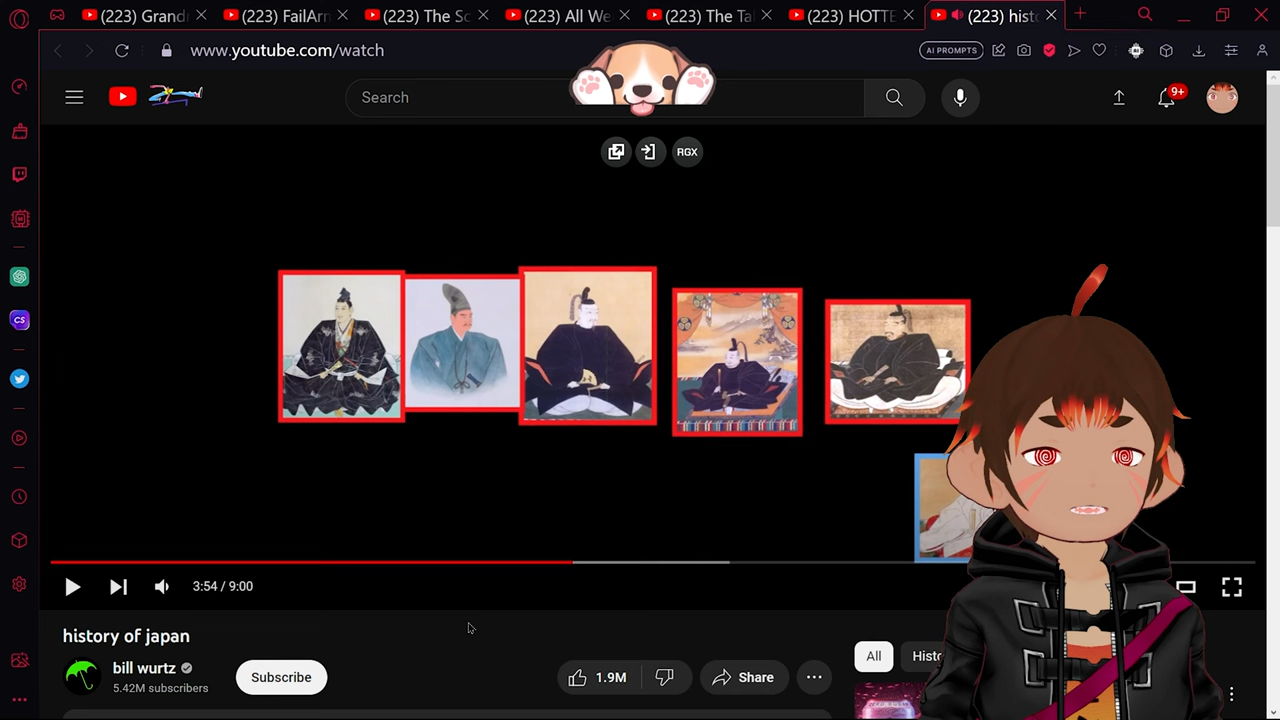 (223) Grand
(223) FailArm
(223) The Sc
(223) All We
(223) The Ta
(223) HOTTE
(223) histo
www.youtube.com/watch
AI PROMPTS
Search
9+
RGX
CS
3:54 / 9:00
history of japan
bill wurtz
5.42M subscribers
Subscribe
1.9M
Share
All
Histo